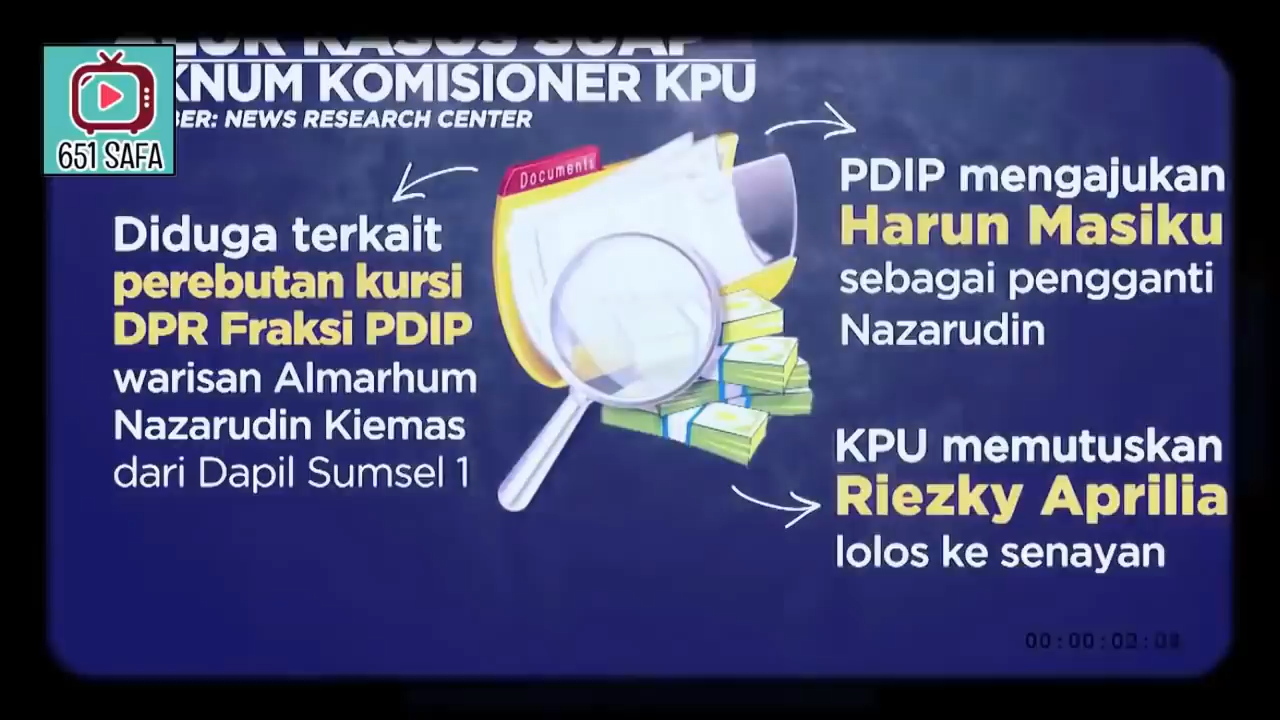 KASUS SUAP
KNUM KOMISIONER KPU
BER: NEWS RESEARCH CENTER
651 SAFA
Documents
Diduga terkait
perebutan kursi
DPR Fraksi PDIP
warisan Almarhum
Nazarudin Kiemas
dari Dapil Sumsel 1
PDIP mengajukan
Harun Masiku
sebagai pengganti
Nazarudin
KPU memutuskan
Riezky Aprilia
lolos ke senayan